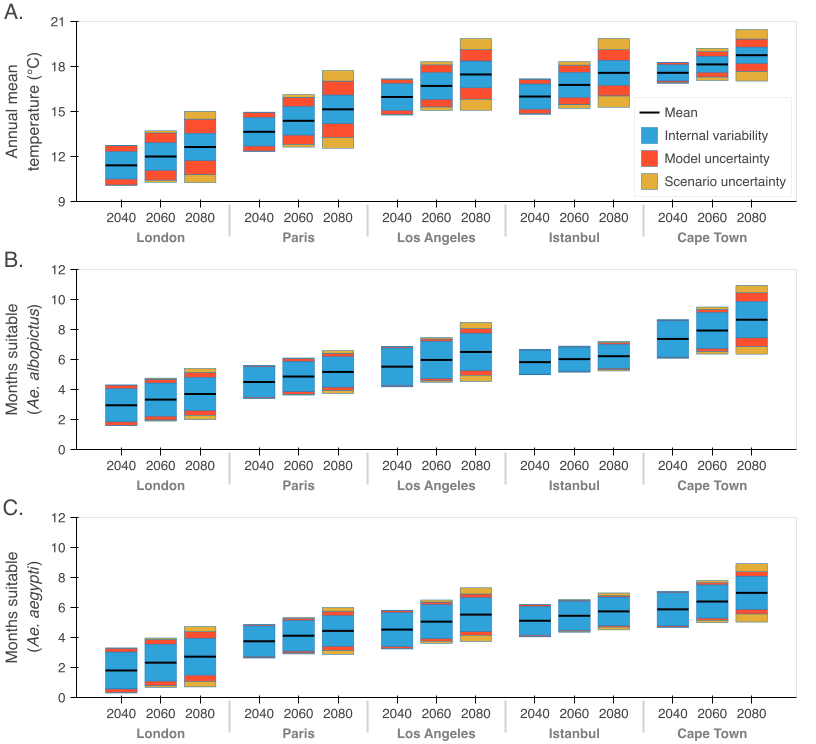 A.
21
18
15
12
9
Annual mean
temperature (°C)
Mean
Internal variability
Model uncertainty
Scenario uncertainty
2040 2060 2080 2040 2060 2080 2040 2060 2080 2040 2060 2080 2040 2060 2080
London Paris Los Angeles Istanbul Cape Town
B.
12
10
8
6
4
2
0
Months suitable
(Ae. albopictus)
2040 2060 2080 2040 2060 2080 2040 2060 2080 2040 2060 2080 2040 2060 2080
London Paris Los Angeles Istanbul Cape Town
C.
12
10
8
6
4
2
0
Months suitable
(Ae. aegypti)
2040 2060 2080 2040 2060 2080 2040 2060 2080 2040 2060 2080 2040 2060 2080
London Paris Los Angeles Istanbul Cape Town